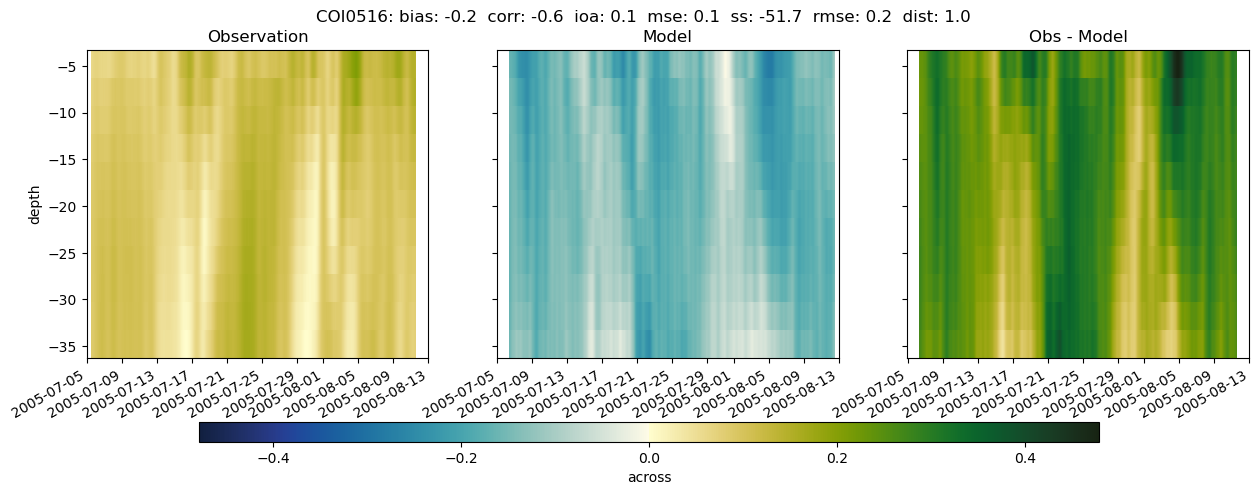 COI0516: bias: -0.2 corr: -0.6 ioa: 0.1 mse: 0.1 ss: -51.7 rmse: 0.2 dist: 1.0
Observation Model Obs - Model
depth
−5
−10
−15
−20
−25
−30
−35
2005-07-05 2005-07-09 2005-07-13 2005-07-17 2005-07-21 2005-07-25 2005-07-29 2005-08-01 2005-08-05 2005-08-09 2005-08-13
2005-07-05 2005-07-09 2005-07-13 2005-07-17 2005-07-21 2005-07-25 2005-07-29 2005-08-01 2005-08-05 2005-08-09 2005-08-13
2005-07-05 2005-07-09 2005-07-13 2005-07-17 2005-07-21 2005-07-25 2005-07-29 2005-08-01 2005-08-05 2005-08-09 2005-08-13
−0.4 −0.2 0.0 0.2 0.4
across